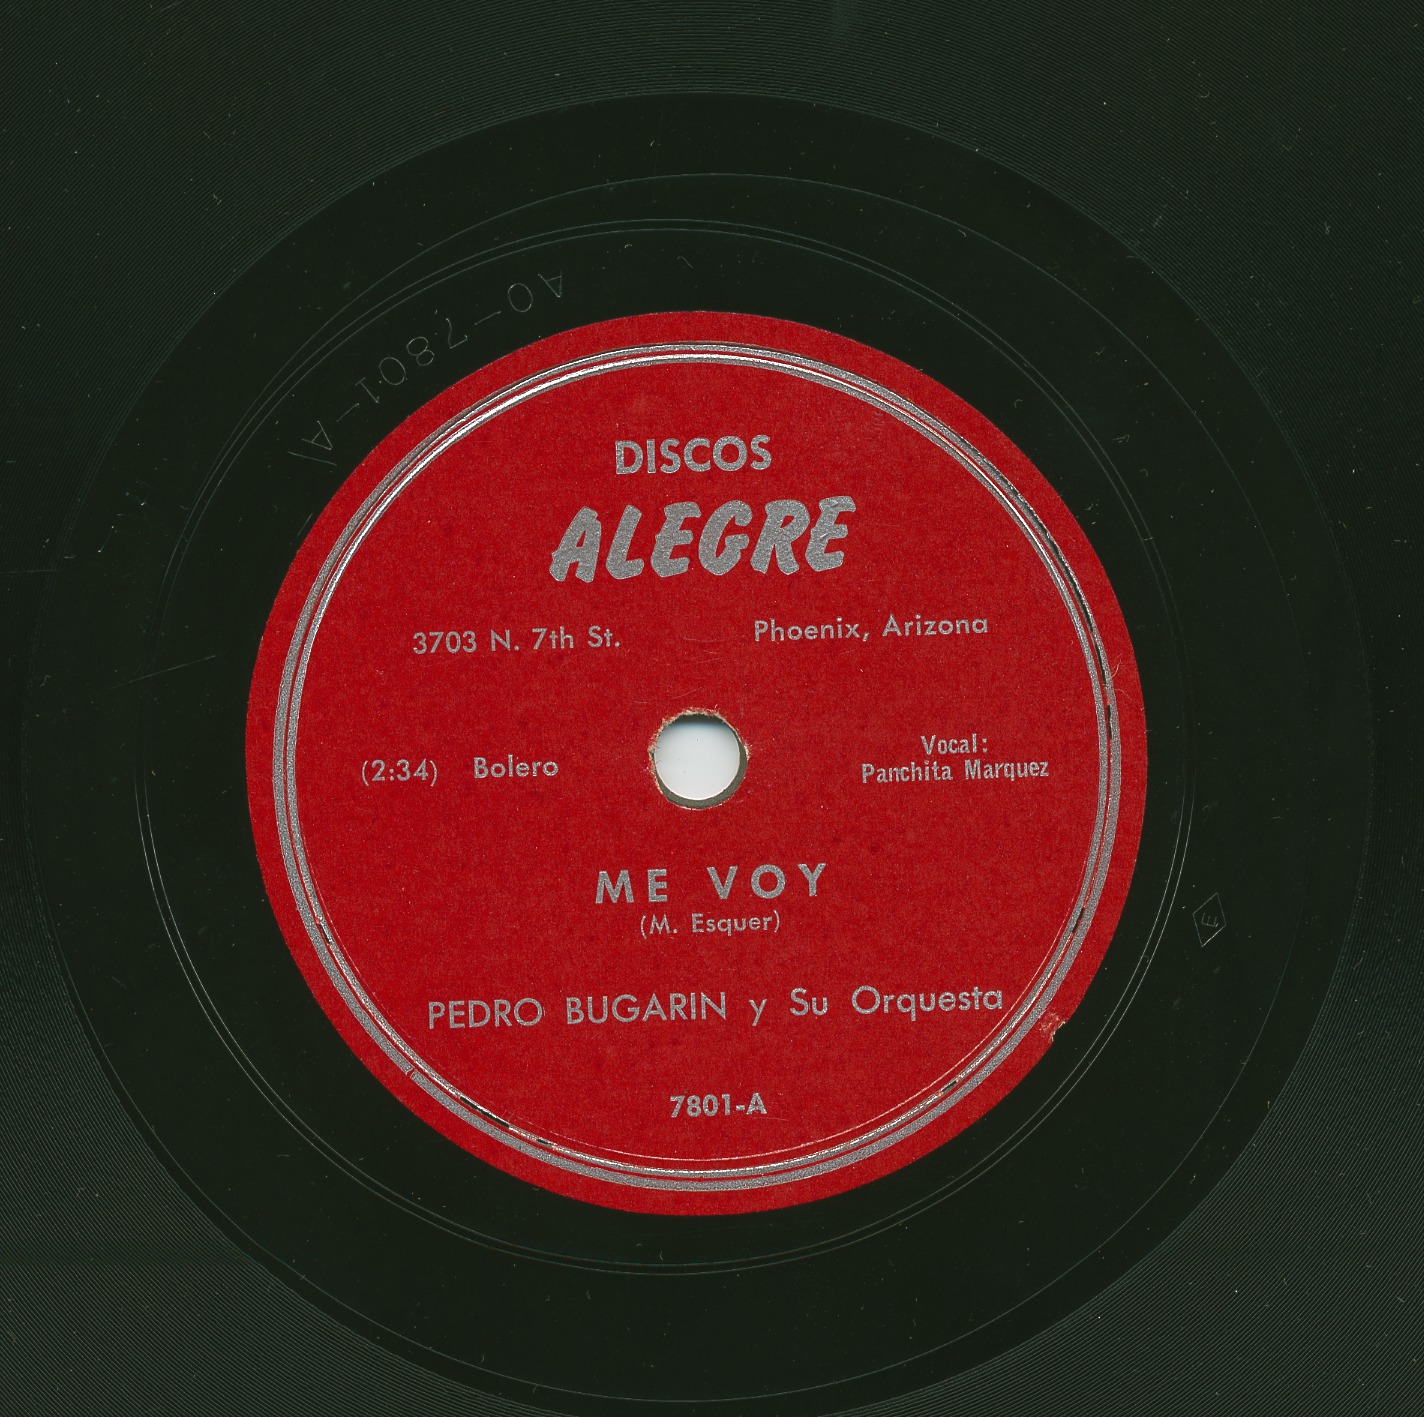 DISCOS
ALEGRE
3703 N. 7th St. Phoenix, Arizona
(2:34) Bolero
Vocal:
Panchita Marquez
ME VOY
(M. Esquer)
PEDRO BUGARIN y Su Orquesta
7801-A
AO-7801-A
E